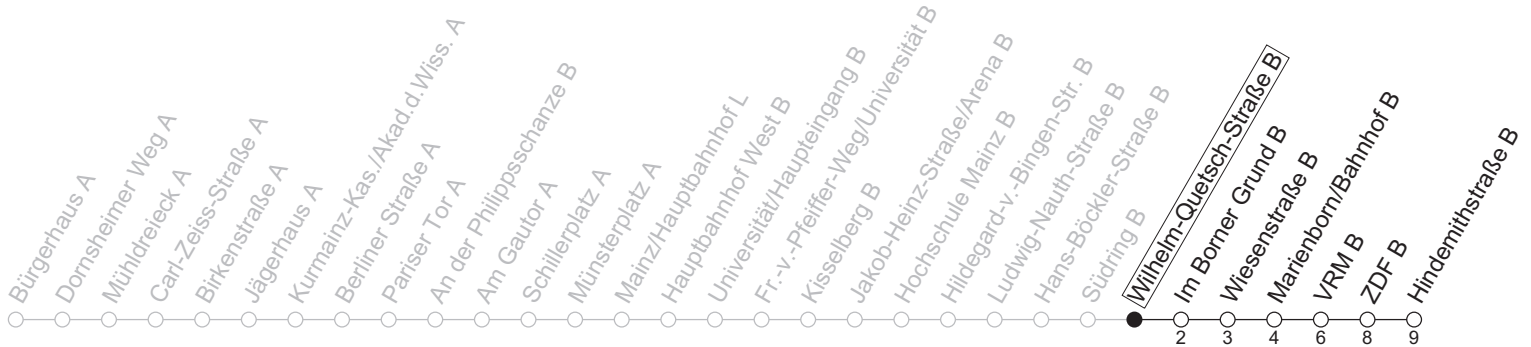 Bürgerhaus A
Dornsheimer Weg A
Mühldreieck A
Carl-Zeiss-Straße A
Birkenstraße A
Jägerhaus A
Kurmainz-Kas./Akad.d.Wiss. A
Berliner Straße A
Pariser Tor A
An der Philippsschanze B
Am Gautor A
Schillerplatz A
Münsterplatz A
Mainz/Hauptbahnhof L
Hauptbahnhof West B
Universität/Haupteingang B
Fr.-v.-Pfeiffer-Weg/Universität B
Kisselberg B
Jakob-Heinz-Straße/Arena B
Hochschule Mainz B
Hildegard-v.-Bingen-Str. B
Ludwig-Nauth-Straße B
Hans-Böckler-Straße B
Südring B
Wilhelm-Quetsch-Straße B
Im Borner Grund B
Wiesenstraße B
Marienborn/Bahnhof B
VRM B
ZDF B
Hindemithstraße B
2 3 4 6 8 9